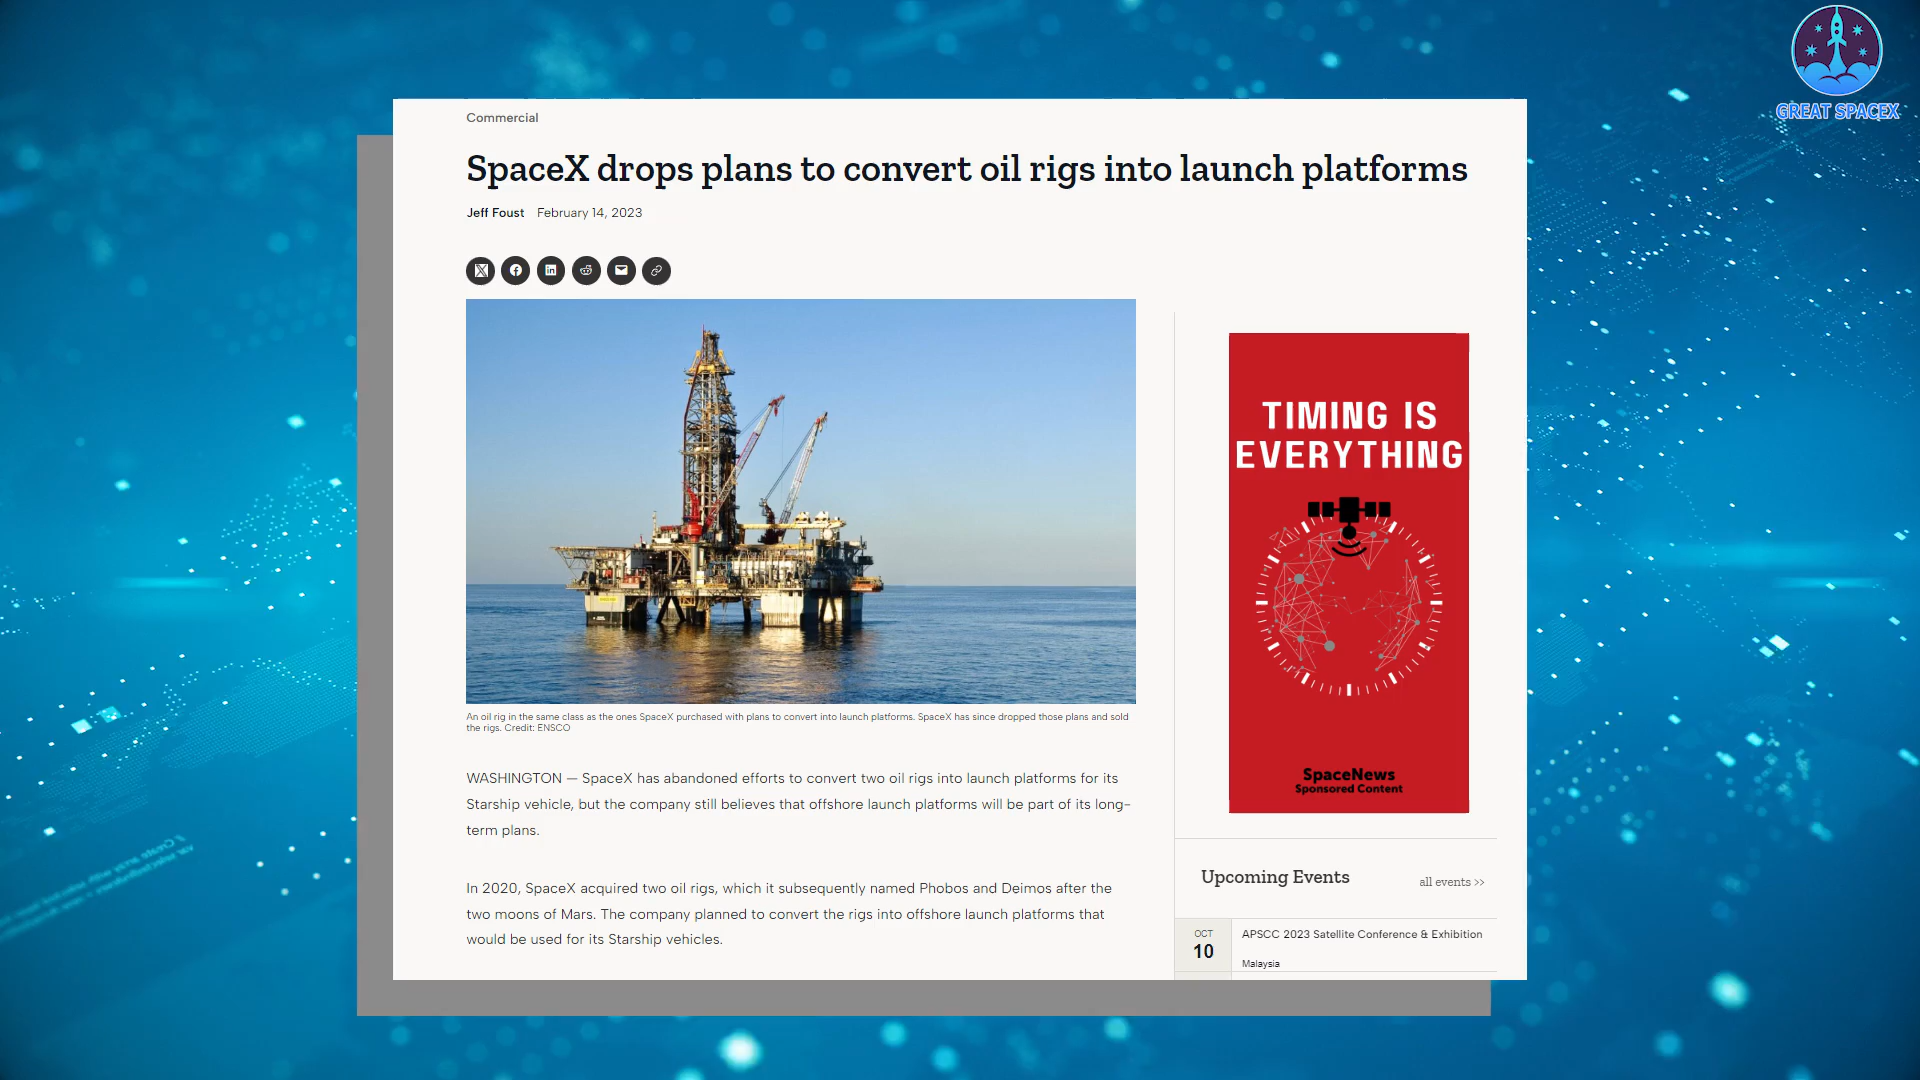 GREAT SPACEX
Commercial
SpaceX drops plans to convert oil rigs into launch platforms
Jeff Foust February 14, 2023
An oil rig in the same class as the ones SpaceX purchased with plans to convert into launch platforms. SpaceX has since dropped those plans and sold
the rigs. Credit: ENSCO
WASHINGTON — SpaceX has abandoned efforts to convert two oil rigs into launch platforms for its
Starship vehicle, but the company still believes that offshore launch platforms will be part of its long-
term plans.
In 2020, SpaceX acquired two oil rigs, which it subsequently named Phobos and Deimos after the
two moons of Mars. The company planned to convert the rigs into offshore launch platforms that
would be used for its Starship vehicles.
TIMING IS
EVERYTHING
SpaceNews
Sponsored Content
Upcoming Events
all events >>
OCT
10
APSCC 2023 Satellite Conference & Exhibition
Malaysia